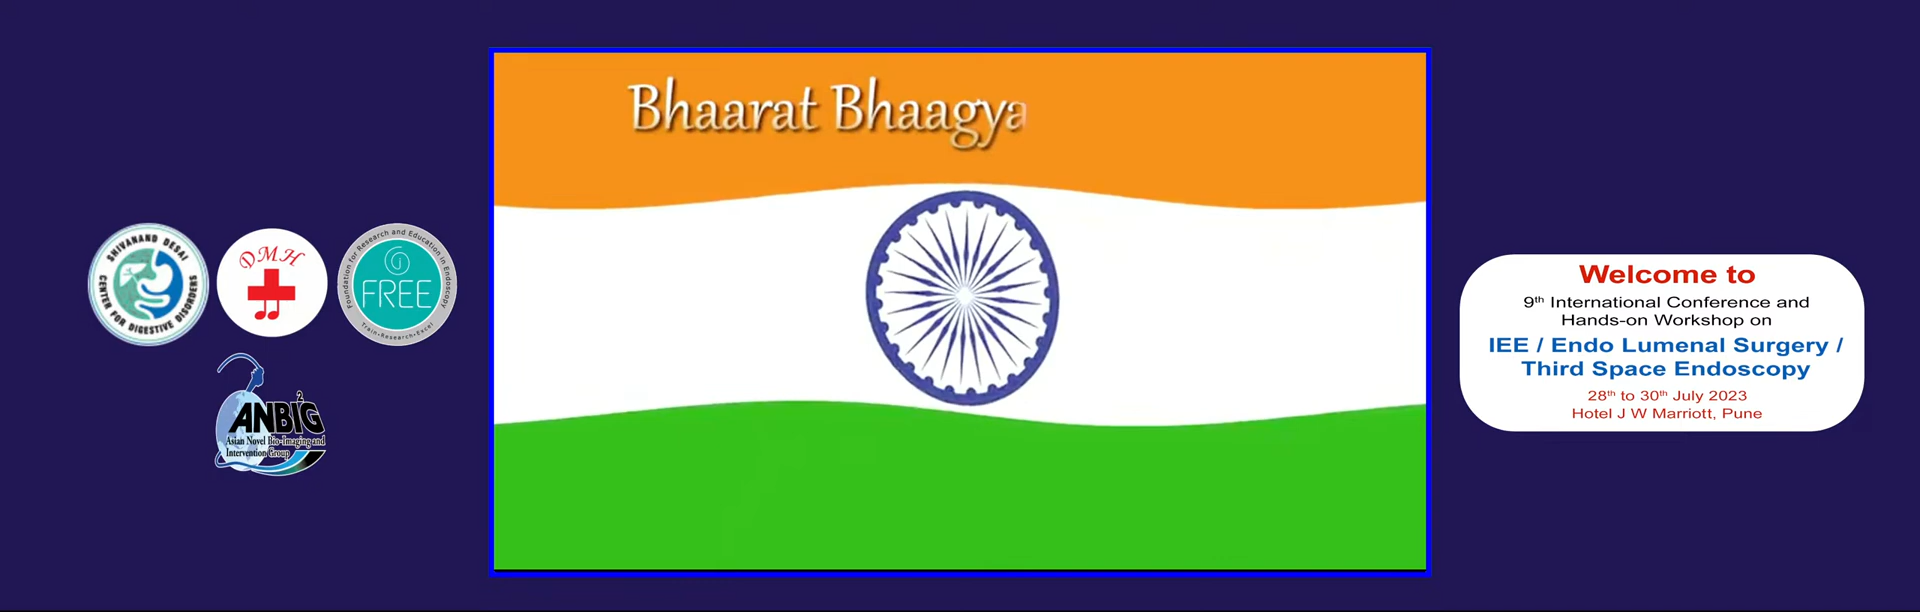 Bhaarat Bhaagya
SHIVANAND DESAI
CENTER FOR DIGESTIVE DISORDERS
DMH
Foundation for Research and Education in Endoscopy
FREE
Train•Research•Excel
ANBIG2
Asian Novel Bio-Imaging and
Intervention Group
Welcome to
9th International Conference and
Hands-on Workshop on
IEE / Endo Lumenal Surgery /
Third Space Endoscopy
28th to 30th July 2023
Hotel J W Marriott, Pune